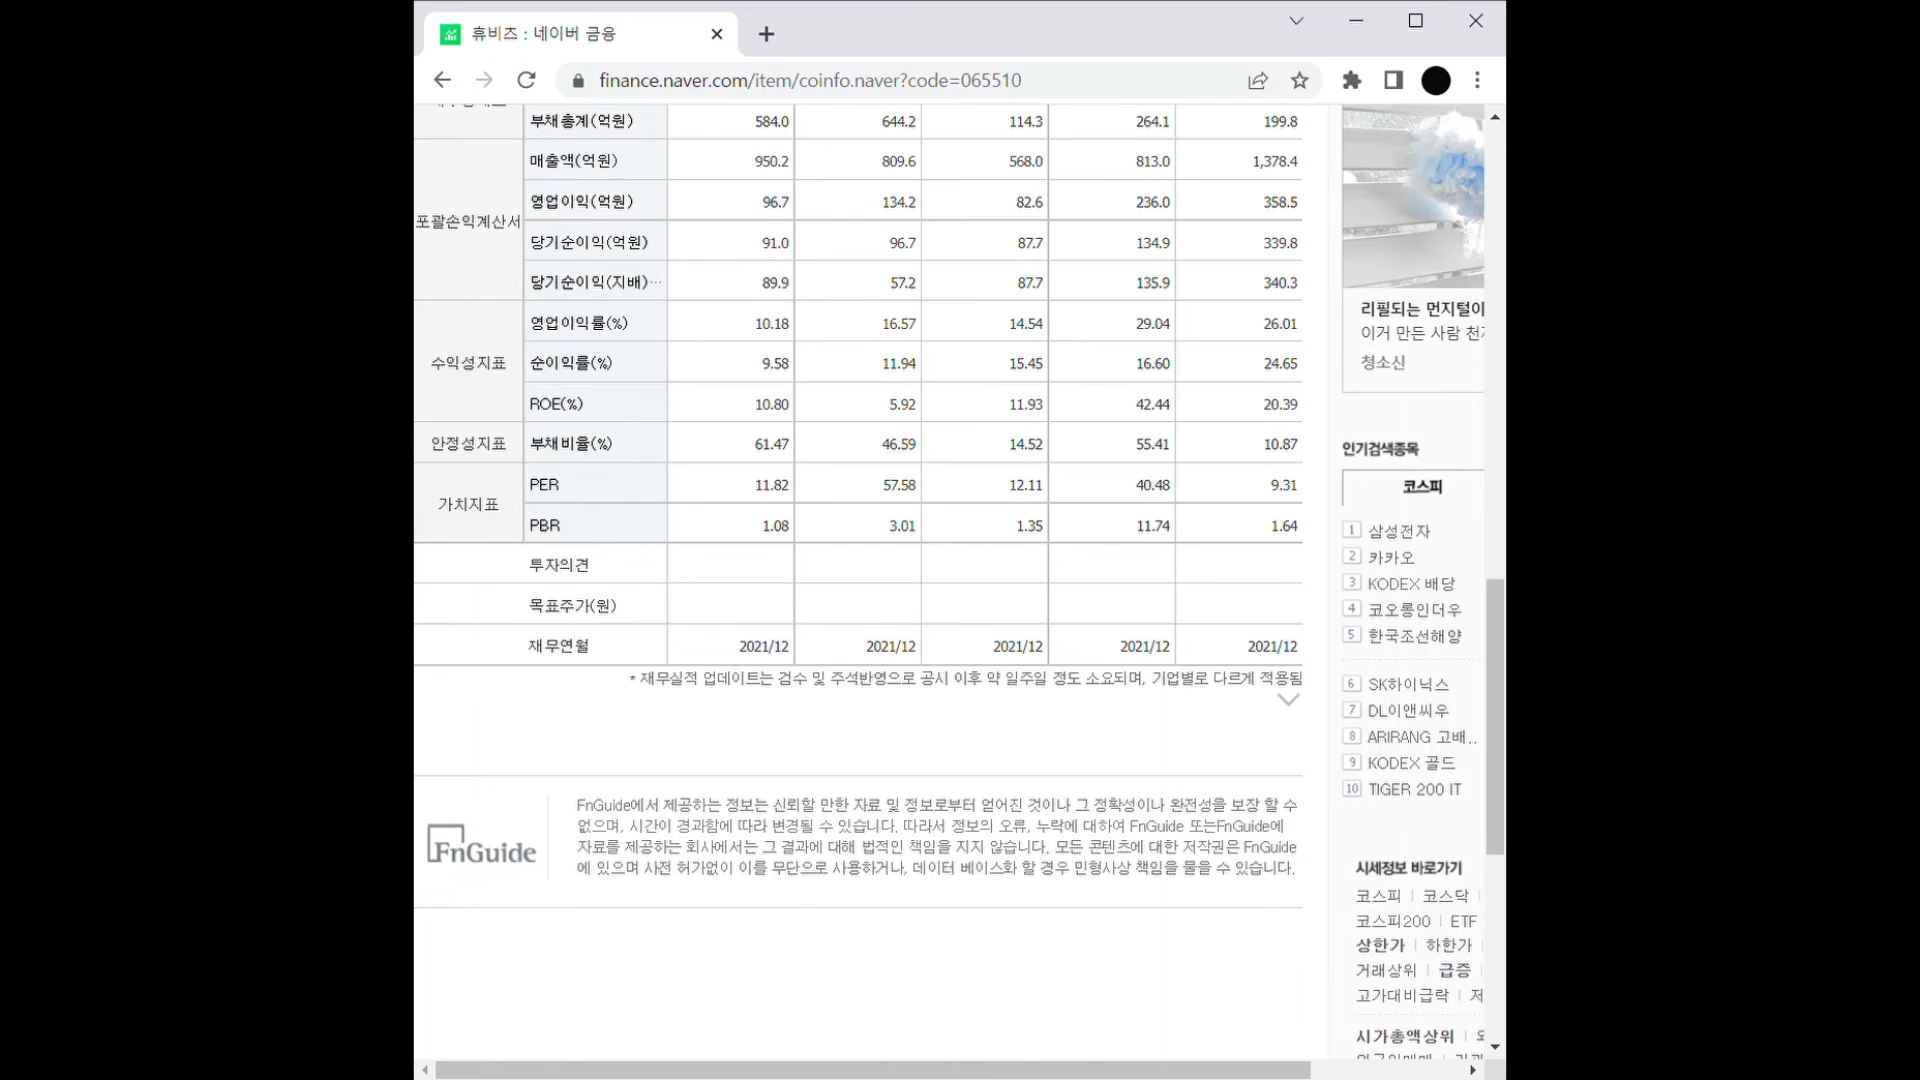 휴비츠 : 네이버 금융
finance.naver.com/item/coinfo.naver?code=065510
부채총계(억원) 584.0 644.2 114.3 264.1 199.8
포괄손익계산서
매출액(억원) 950.2 809.6 568.0 813.0 1,378.4
영업이익(억원) 96.7 134.2 82.6 236.0 358.5
당기순이익(억원) 91.0 96.7 87.7 134.9 339.8
당기순이익(지배)··· 89.9 57.2 87.7 135.9 340.3
수익성지표
영업이익률(%) 10.18 16.57 14.54 29.04 26.01
순이익률(%) 9.58 11.94 15.45 16.60 24.65
ROE(%) 10.80 5.92 11.93 42.44 20.39
안정성지표 부채비율(%) 61.47 46.59 14.52 55.41 10.87
가치지표
PER 11.82 57.58 12.11 40.48 9.31
PBR 1.08 3.01 1.35 11.74 1.64
투자의견
목표주가(원)
재무연월 2021/12 2021/12 2021/12 2021/12 2021/12
* 재무실적 업데이트는 검수 및 주석반영으로 공시 이후 약 일주일 정도 소요되며, 기업별로 다르게 적용됨
FnGuide
FnGuide에서 제공하는 정보는 신뢰할 만한 자료 및 정보로부터 얻어진 것이나 그 정확성이나 완전성을 보장 할 수
없으며, 시간이 경과함에 따라 변경될 수 있습니다. 따라서 정보의 오류, 누락에 대하여 FnGuide 또는FnGuide에
자료를 제공하는 회사에서는 그 결과에 대해 법적인 책임을 지지 않습니다. 모든 콘텐츠에 대한 저작권은 FnGuide
에 있으며 사전 허가없이 이를 무단으로 사용하거나, 데이터 베이스화 할 경우 민형사상 책임을 물을 수 있습니다.
리필되는 먼지털이
이거 만든 사람 천재
청소신
인기검색종목
코스피
1 삼성전자
2 카카오
3 KODEX 배당
4 코오롱인더우
5 한국조선해양
6 SK하이닉스
7 DL이앤씨우
8 ARIRANG 고배..
9 KODEX 골드
10 TIGER 200 IT
시세정보 바로가기
코스피 | 코스닥 |
코스피200 | ETF
상한가 | 하한가 |
거래상위 | 급증 |
고가대비급락 | 저
시가총액상위 |